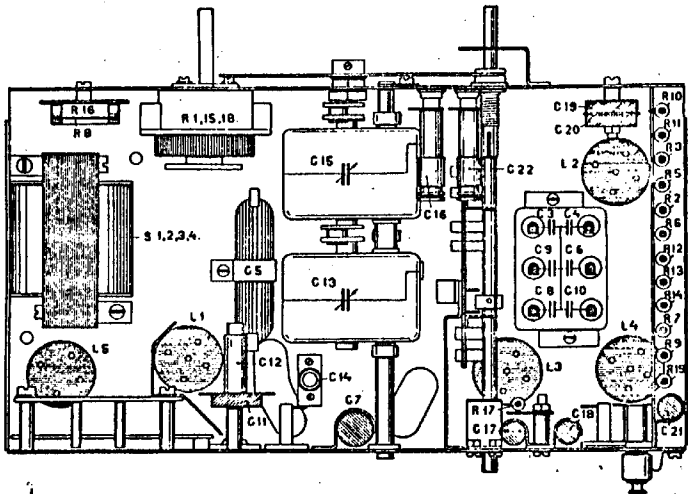 R16
R8
R 1,15,18.
C15
C16
C22
C19
C20
L2
R10
R11
R3
R5
R2
R6
R12
R13
R14
R7
R9
R19
C3 C4
C9 C6
C8 C10
S 1,2,3,4.
C5
C13
L1
L5
C12
C11
C14
C7
L3
L4
R17
C17
C18
C21